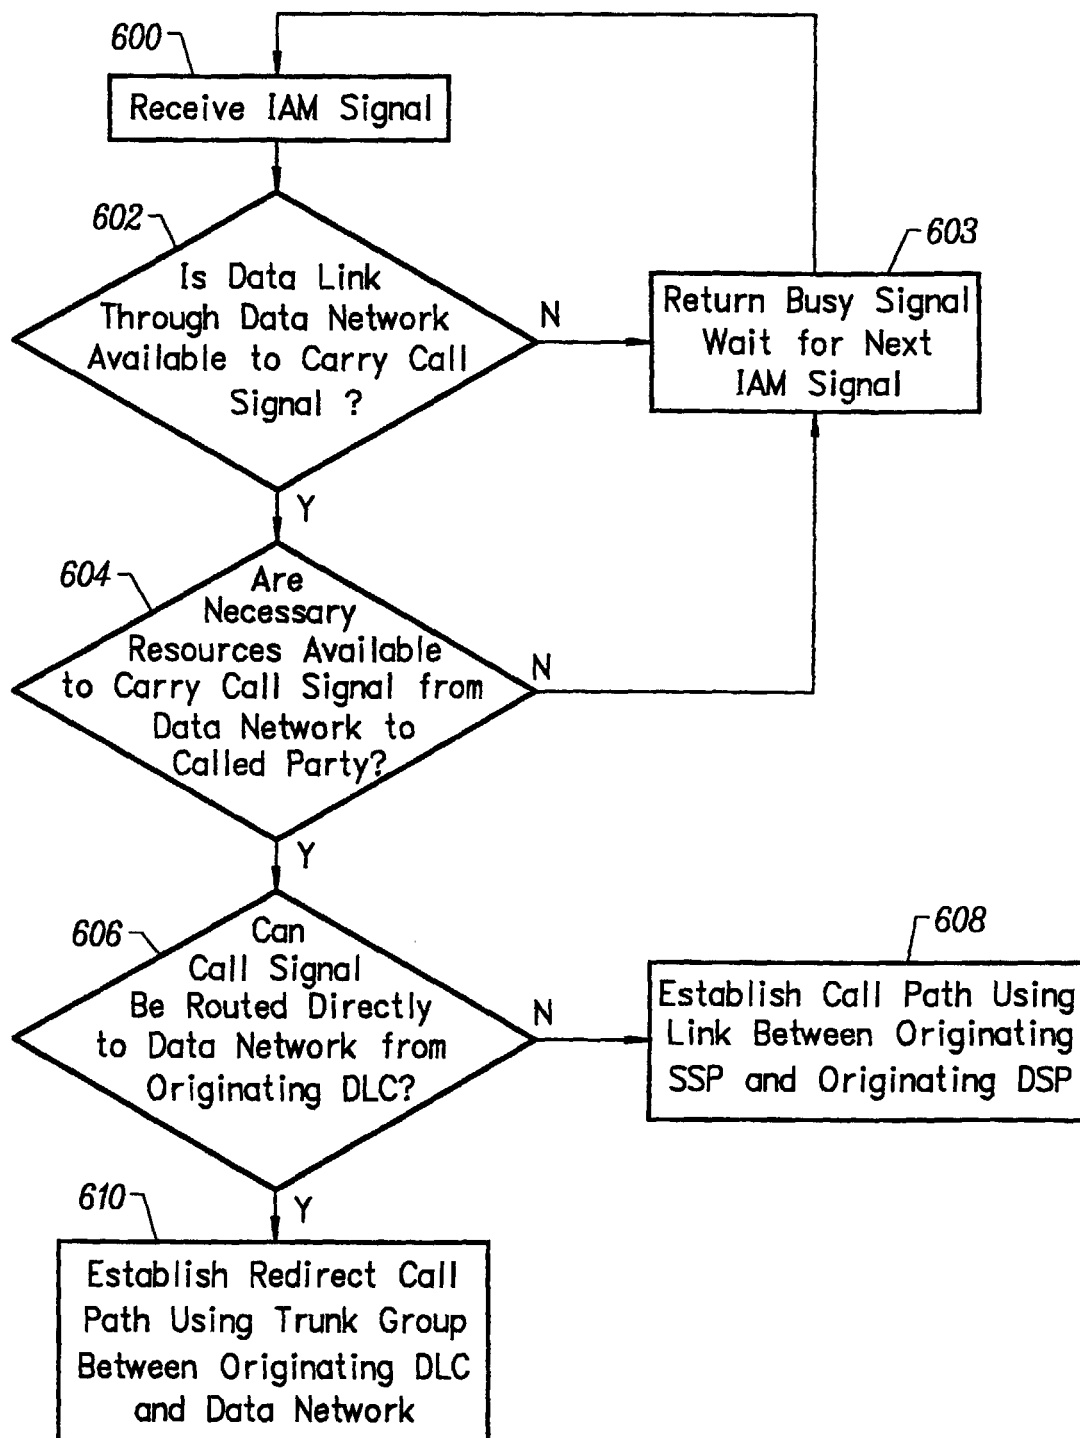 600
Receive IAM Signal
602
Is Data Link
Through Data Network
Available to Carry Call
Signal ?
N
603
Return Busy Signal
Wait for Next
IAM Signal
Y
604
Are
Necessary
Resources Available
to Carry Call Signal from
Data Network to
Called Party?
N
Y
606
Can
Call Signal
Be Routed Directly
to Data Network from
Originating DLC?
N
608
Establish Call Path Using
Link Between Originating
SSP and Originating DSP
Y
610
Establish Redirect Call
Path Using Trunk Group
Between Originating DLC
and Data Network